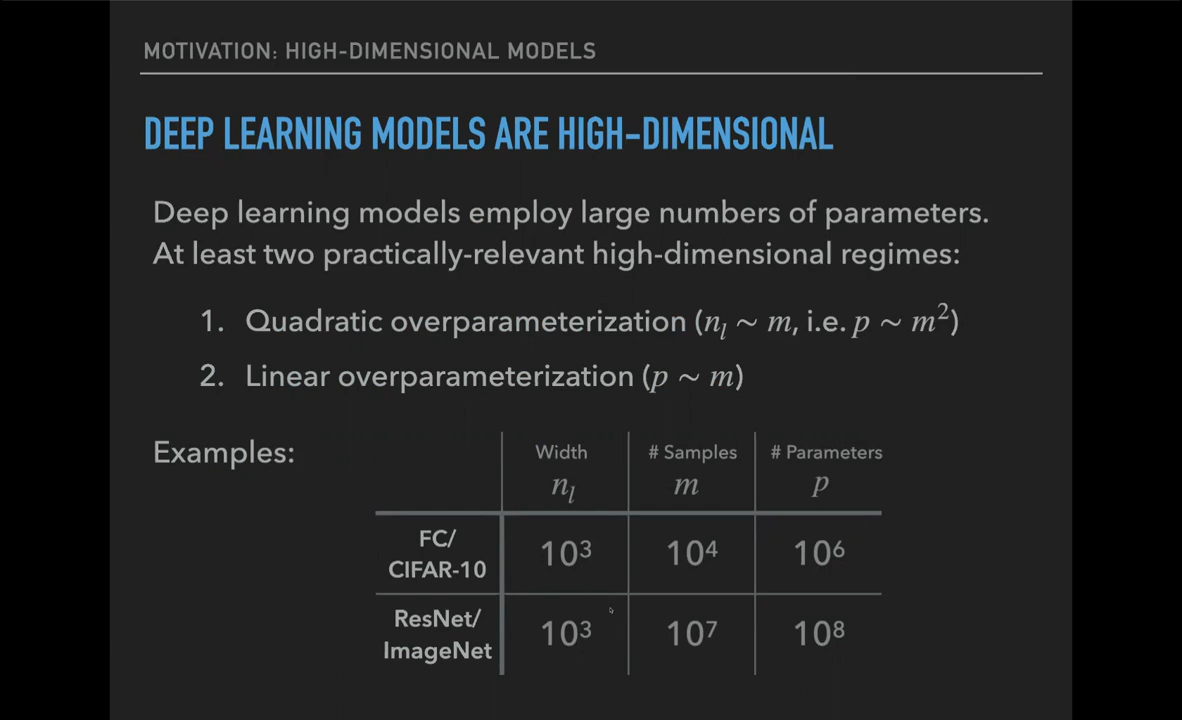 MOTIVATION: HIGH-DIMENSIONAL MODELS
DEEP LEARNING MODELS ARE HIGH-DIMENSIONAL
Deep learning models employ large numbers of parameters.
At least two practically-relevant high-dimensional regimes:
1. Quadratic overparameterization (nₗ ~ m, i.e. p ~ m²)
2. Linear overparameterization (p ~ m)
Examples:
Width # Samples # Parameters
nₗ m p
FC/
CIFAR-10
10³ 10⁴ 10⁶
ResNet/
ImageNet
10³ 10⁷ 10⁸